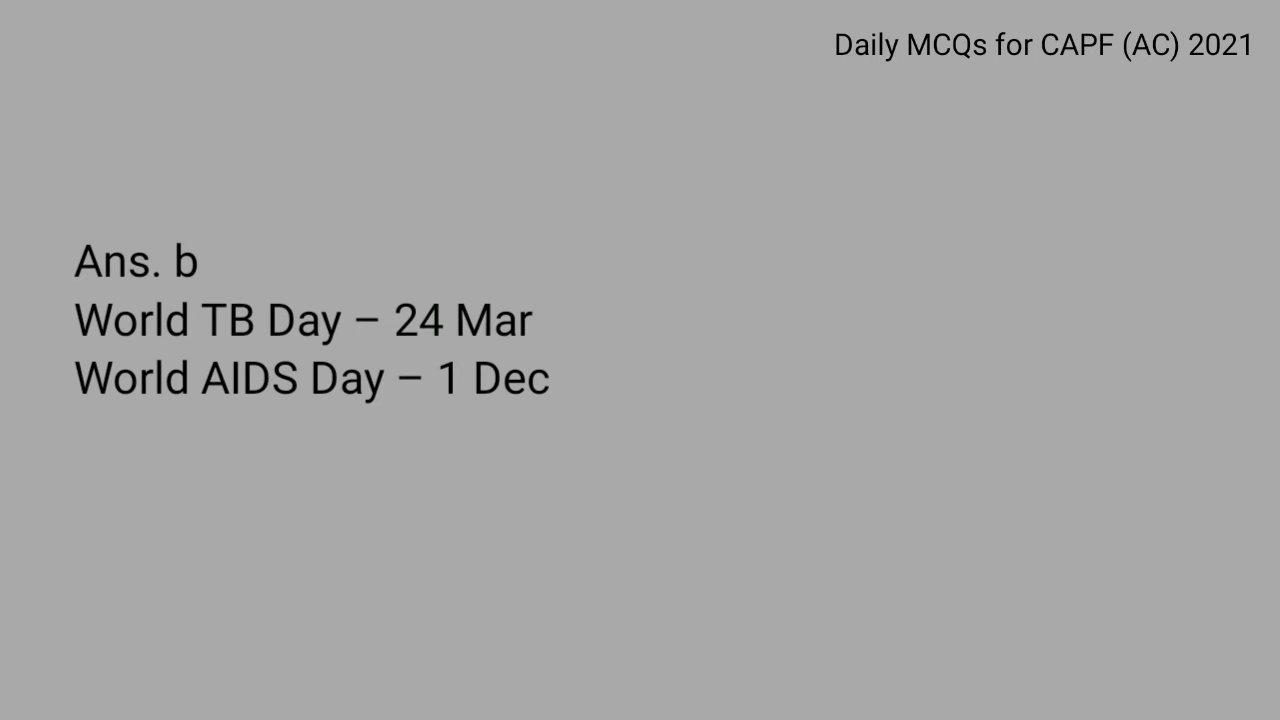 Daily MCQs for CAPF (AC) 2021
Ans. b
World TB Day – 24 Mar
World AIDS Day – 1 Dec